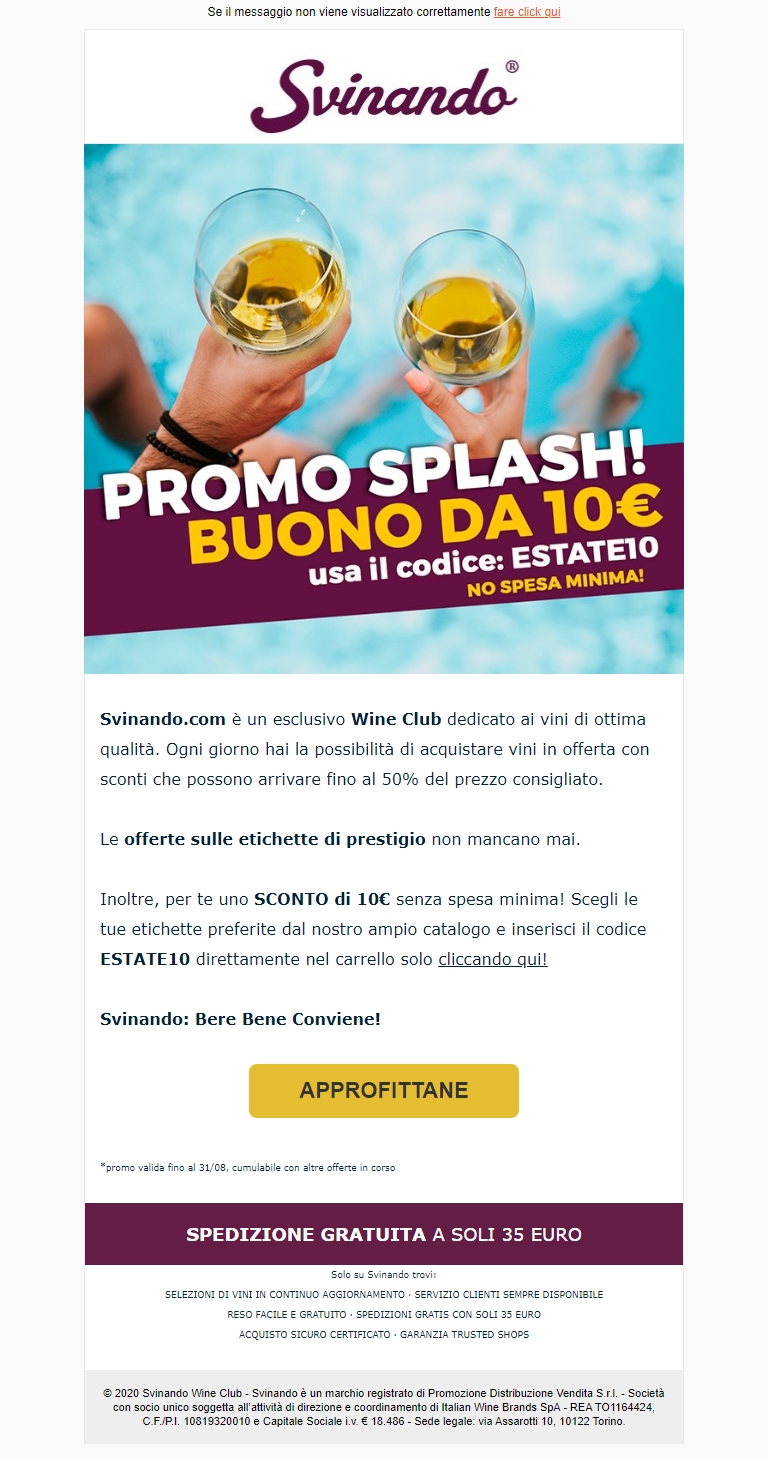 Se il messaggio non viene visualizzato correttamente fare click qui
Svinando®
PROMO SPLASH!
BUONO DA 10€
usa il codice: ESTATE10
NO SPESA MINIMA!
Svinando.com è un esclusivo Wine Club dedicato ai vini di ottima
qualità. Ogni giorno hai la possibilità di acquistare vini in offerta con
sconti che possono arrivare fino al 50% del prezzo consigliato.
Le offerte sulle etichette di prestigio non mancano mai.
Inoltre, per te uno SCONTO di 10€ senza spesa minima! Scegli le
tue etichette preferite dal nostro ampio catalogo e inserisci il codice
ESTATE10 direttamente nel carrello solo cliccando qui!
Svinando: Bere Bene Conviene!
APPROFITTANE
*promo valida fino al 31/08, cumulabile con altre offerte in corso
SPEDIZIONE GRATUITA A SOLI 35 EURO
Solo su Svinando trovi:
SELEZIONI DI VINI IN CONTINUO AGGIORNAMENTO · SERVIZIO CLIENTI SEMPRE DISPONIBILE
RESO FACILE E GRATUITO · SPEDIZIONI GRATIS CON SOLI 35 EURO
ACQUISTO SICURO CERTIFICATO · GARANZIA TRUSTED SHOPS
© 2020 Svinando Wine Club - Svinando è un marchio registrato di Promozione Distribuzione Vendita S.r.l. - Società
con socio unico soggetta all'attività di direzione e coordinamento di Italian Wine Brands SpA - REA TO1164424,
C.F./P.I. 10819320010 e Capitale Sociale i.v. € 18.486 - Sede legale: via Assarotti 10, 10122 Torino.